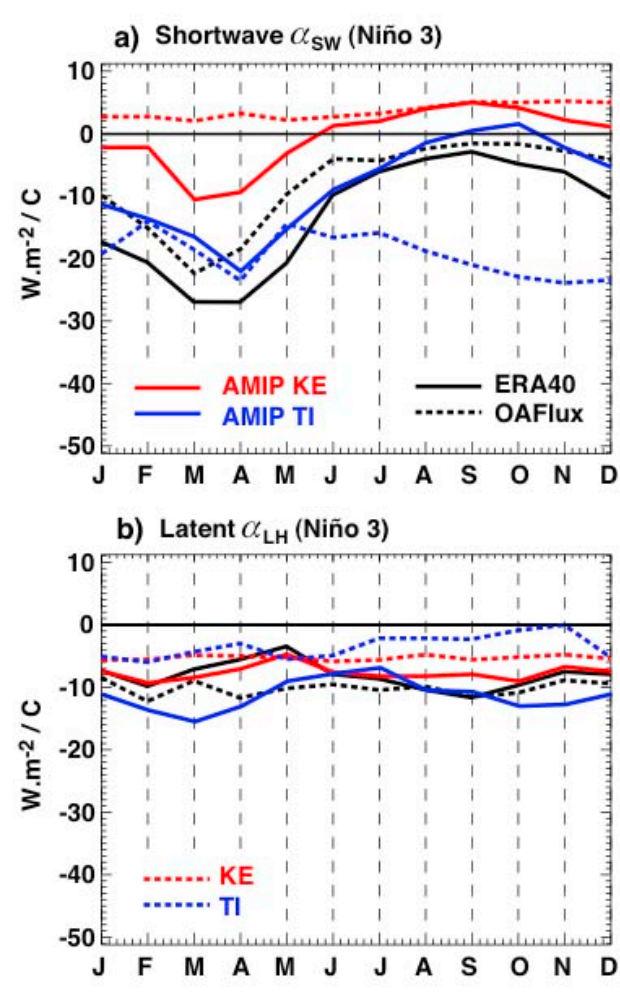 a) Shortwave αSW (Niño 3)
10
0
-10
-20
-30
-40
-50
W.m-2 / C
AMIP KE
AMIP TI
ERA40
OAFlux
J F M A M J J A S O N D
b) Latent αLH (Niño 3)
10
0
-10
-20
-30
-40
-50
W.m-2 / C
KE
TI
J F M A M J J A S O N D